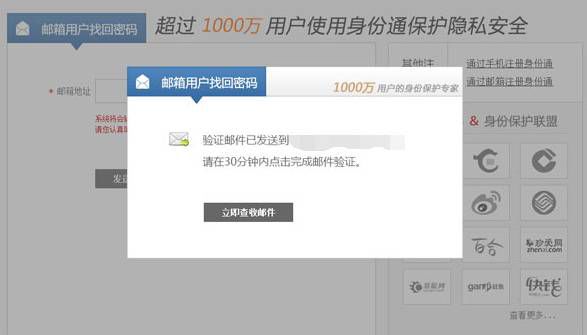 邮箱用户找回密码
超过 1000万 用户使用身份通保护隐私安全
其他注
通过手机注册身份通
* 邮箱地址
通过邮箱注册身份通
系统将会
请您认真
& 身份保护联盟
发送
邮箱用户找回密码
1000万 用户的身份保护专家
验证邮件已发送到
请在30分钟内点击完成邮件验证。
立即查收邮件
百合
珍爱网
zhenai.com
ganji
查看更多...